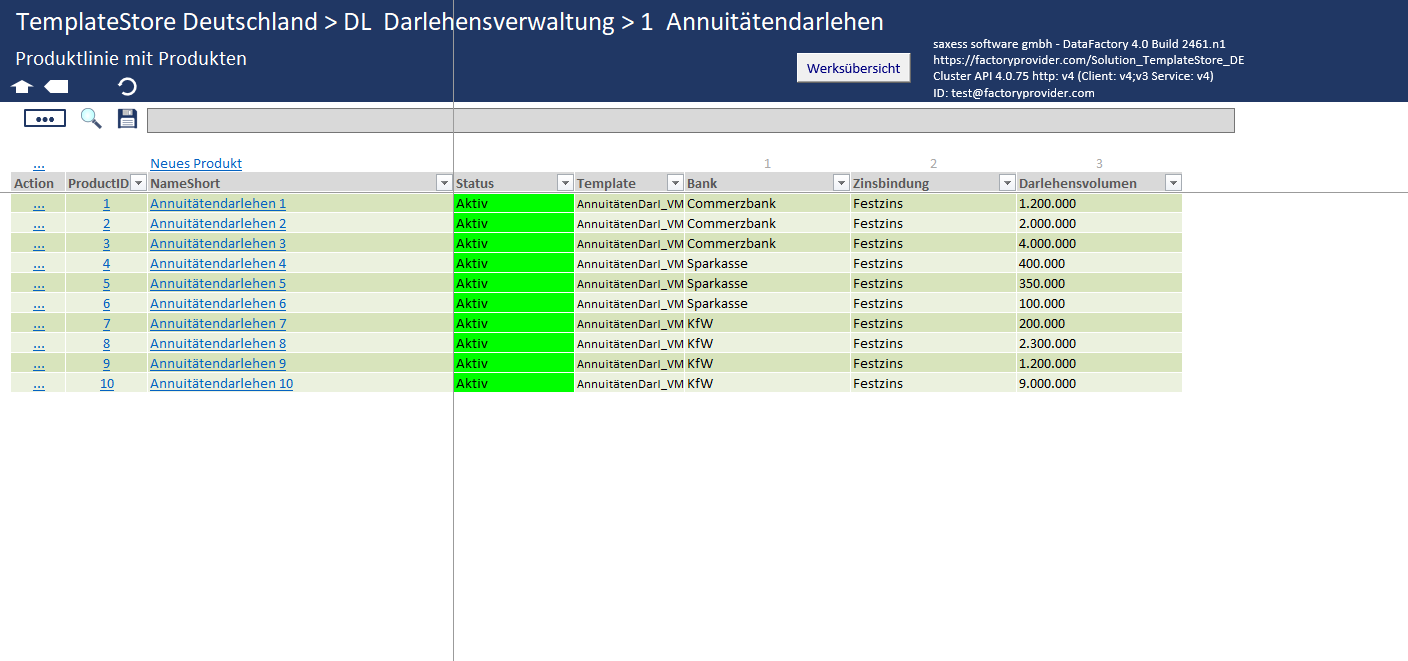 TemplateStore Deutschland > DL  Darlehensverwaltung > 1  Annuitätendarlehen
Produktlinie mit Produkten
Werksübersicht
saxess software gmbh - DataFactory 4.0 Build 2461.n1
https://factoryprovider.com/Solution_TemplateStore_DE
Cluster API 4.0.75 http: v4 (Client: v4;v3 Service: v4)
ID: test@factoryprovider.com
... Neues Produkt 1 2 3
Action ProductID NameShort Status Template Bank Zinsbindung Darlehensvolumen
... 1 Annuitätendarlehen 1 Aktiv AnnuitätenDarl_VM Commerzbank Festzins 1.200.000
... 2 Annuitätendarlehen 2 Aktiv AnnuitätenDarl_VM Commerzbank Festzins 2.000.000
... 3 Annuitätendarlehen 3 Aktiv AnnuitätenDarl_VM Commerzbank Festzins 4.000.000
... 4 Annuitätendarlehen 4 Aktiv AnnuitätenDarl_VM Sparkasse Festzins 400.000
... 5 Annuitätendarlehen 5 Aktiv AnnuitätenDarl_VM Sparkasse Festzins 350.000
... 6 Annuitätendarlehen 6 Aktiv AnnuitätenDarl_VM Sparkasse Festzins 100.000
... 7 Annuitätendarlehen 7 Aktiv AnnuitätenDarl_VM KfW Festzins 200.000
... 8 Annuitätendarlehen 8 Aktiv AnnuitätenDarl_VM KfW Festzins 2.300.000
... 9 Annuitätendarlehen 9 Aktiv AnnuitätenDarl_VM KfW Festzins 1.200.000
... 10 Annuitätendarlehen 10 Aktiv AnnuitätenDarl_VM KfW Festzins 9.000.000